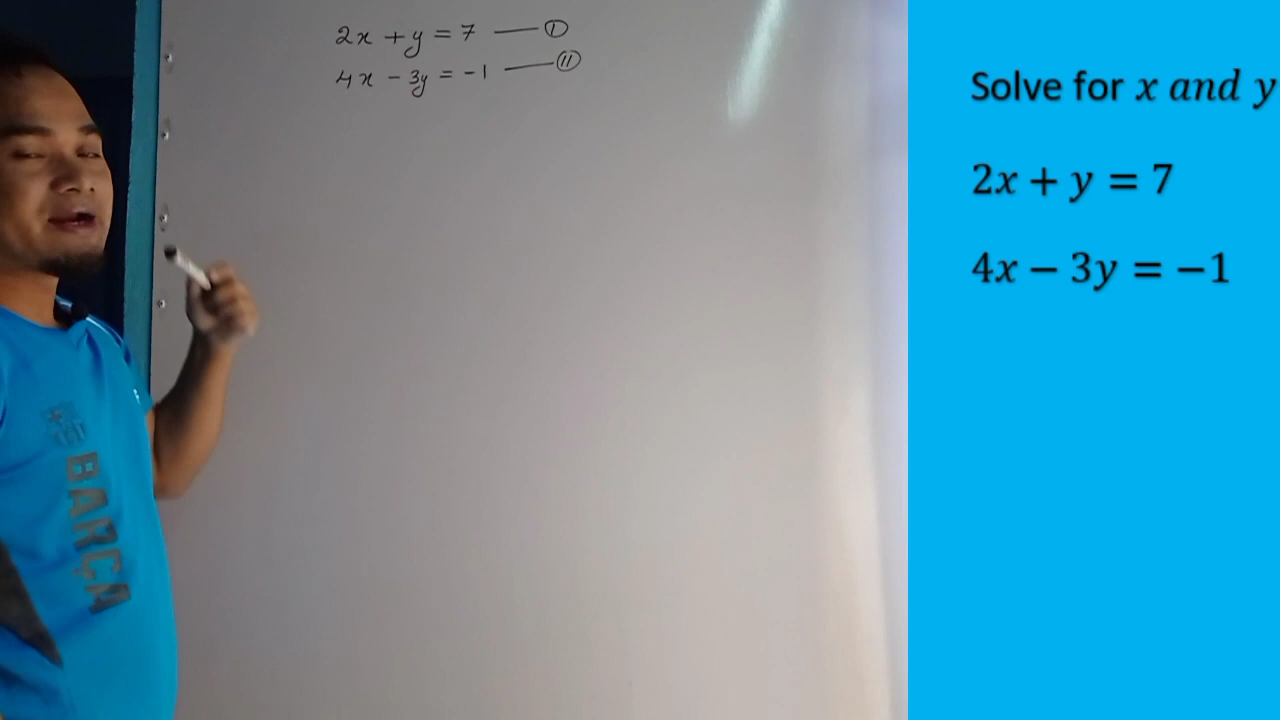 2x + y = 7 —— I
4x - 3y = -1 —— II
BARÇA
Solve for x and y
2x + y = 7
4x − 3y = −1